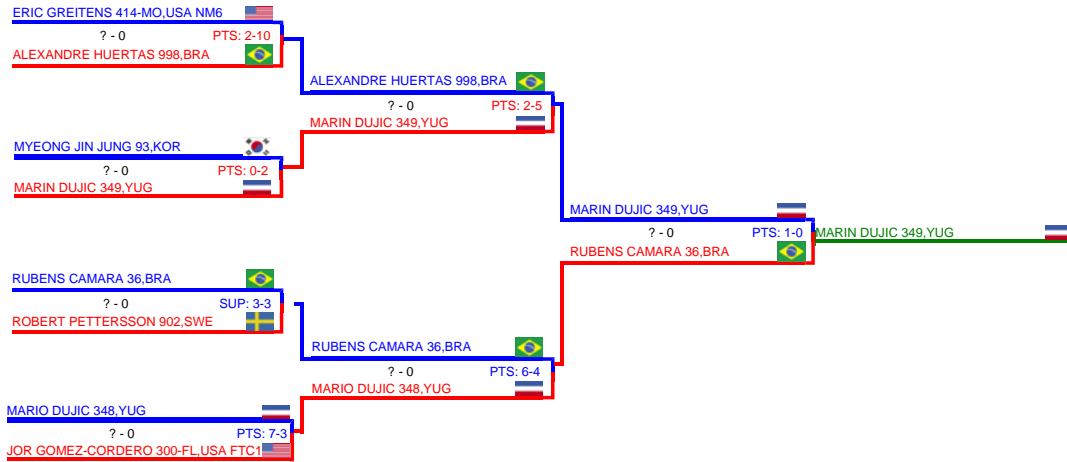 ERIC GREITENS 414-MO,USA NM6
? - 0 PTS: 2-10
ALEXANDRE HUERTAS 998,BRA
ALEXANDRE HUERTAS 998,BRA
? - 0 PTS: 2-5
MARIN DUJIC 349,YUG
MYEONG JIN JUNG 93,KOR
? - 0 PTS: 0-2
MARIN DUJIC 349,YUG
MARIN DUJIC 349,YUG
? - 0 PTS: 1-0
RUBENS CAMARA 36,BRA
MARIN DUJIC 349,YUG
RUBENS CAMARA 36,BRA
? - 0 SUP: 3-3
ROBERT PETTERSSON 902,SWE
RUBENS CAMARA 36,BRA
? - 0 PTS: 6-4
MARIO DUJIC 348,YUG
MARIO DUJIC 348,YUG
? - 0 PTS: 7-3
JOR GOMEZ-CORDERO 300-FL,USA FTC1